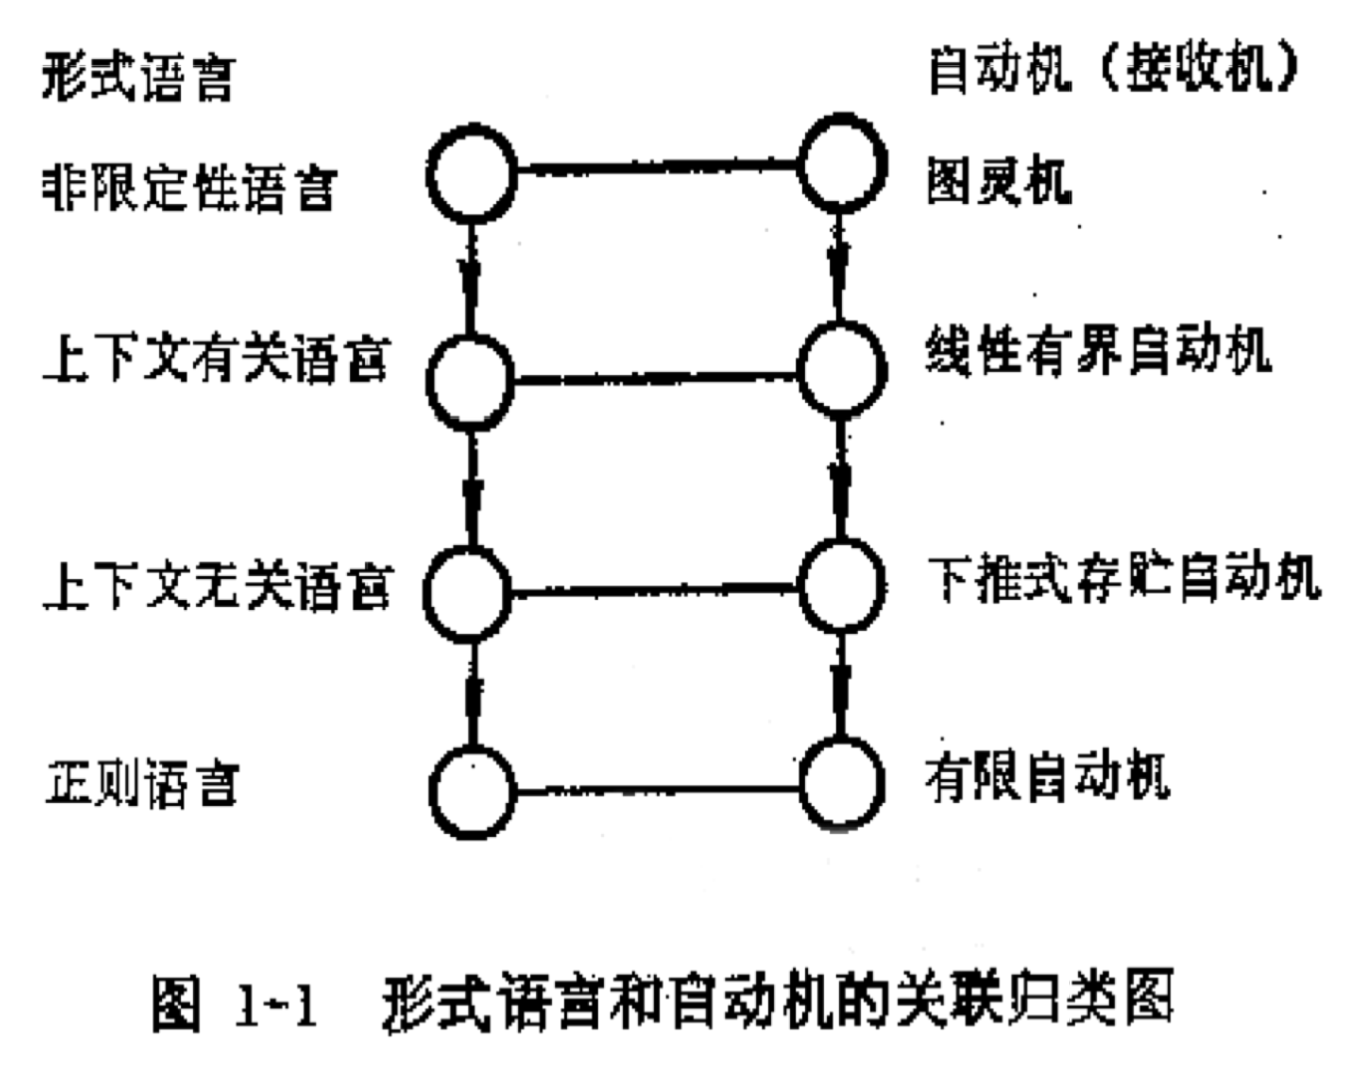 形式语言
自动机（接收机）
非限定性语言
图灵机
上下文有关语言
线性有界自动机
上下文无关语言
下推式存贮自动机
正则语言
有限自动机
图 1-1 形式语言和自动机的关联归类图